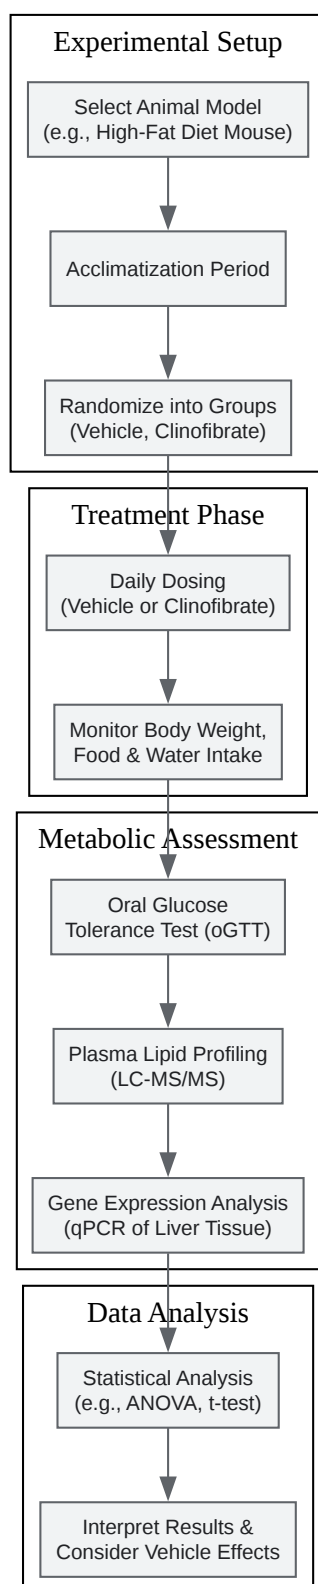 Experimental Setup
Select Animal Model
(e.g., High-Fat Diet Mouse)
Acclimatization Period
Randomize into Groups
(Vehicle, Clinofibrate)
Treatment Phase
Daily Dosing
(Vehicle or Clinofibrate)
Monitor Body Weight,
Food & Water Intake
Metabolic Assessment
Oral Glucose
Tolerance Test (oGTT)
Plasma Lipid Profiling
(LC-MS/MS)
Gene Expression Analysis
(qPCR of Liver Tissue)
Data Analysis
Statistical Analysis
(e.g., ANOVA, t-test)
Interpret Results &
Consider Vehicle Effects